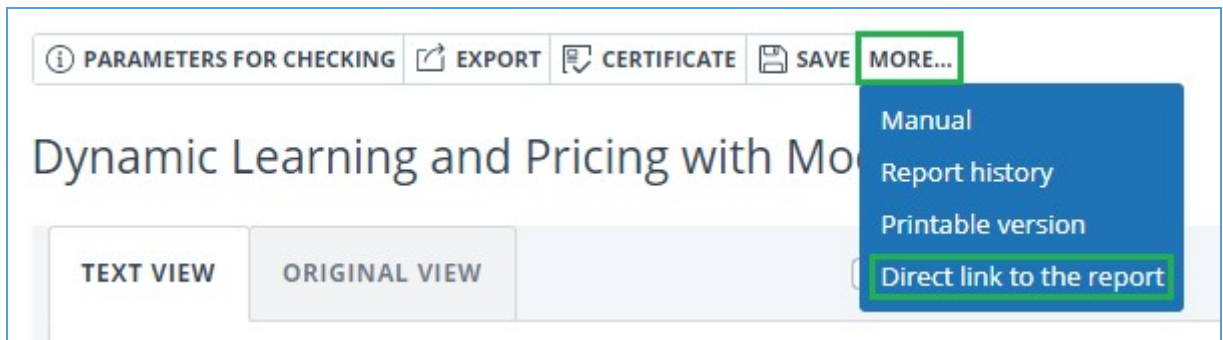 PARAMETERS FOR CHECKING EXPORT CERTIFICATE SAVE MORE...
Manual
Dynamic Learning and Pricing with
Report history
Printable version
TEXT VIEW ORIGINAL VIEW
Direct link to the report